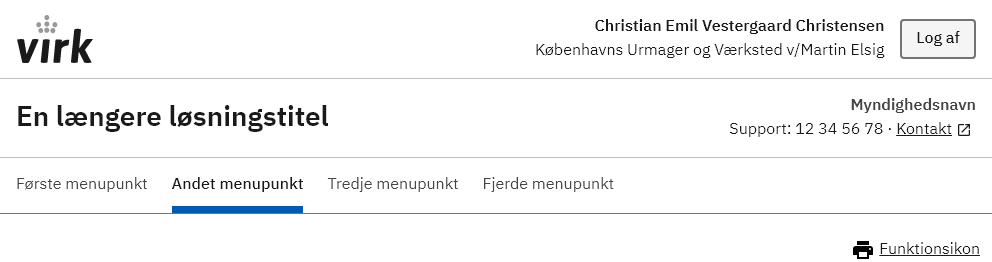 virk
Christian Emil Vestergaard Christensen
Københavns Urmager og Værksted v/Martin Elsig
Log af
En længere løsningstitel
Myndighedsnavn
Support: 12 34 56 78 · Kontakt
Første menupunkt Andet menupunkt Tredje menupunkt Fjerde menupunkt
Funktionsikon